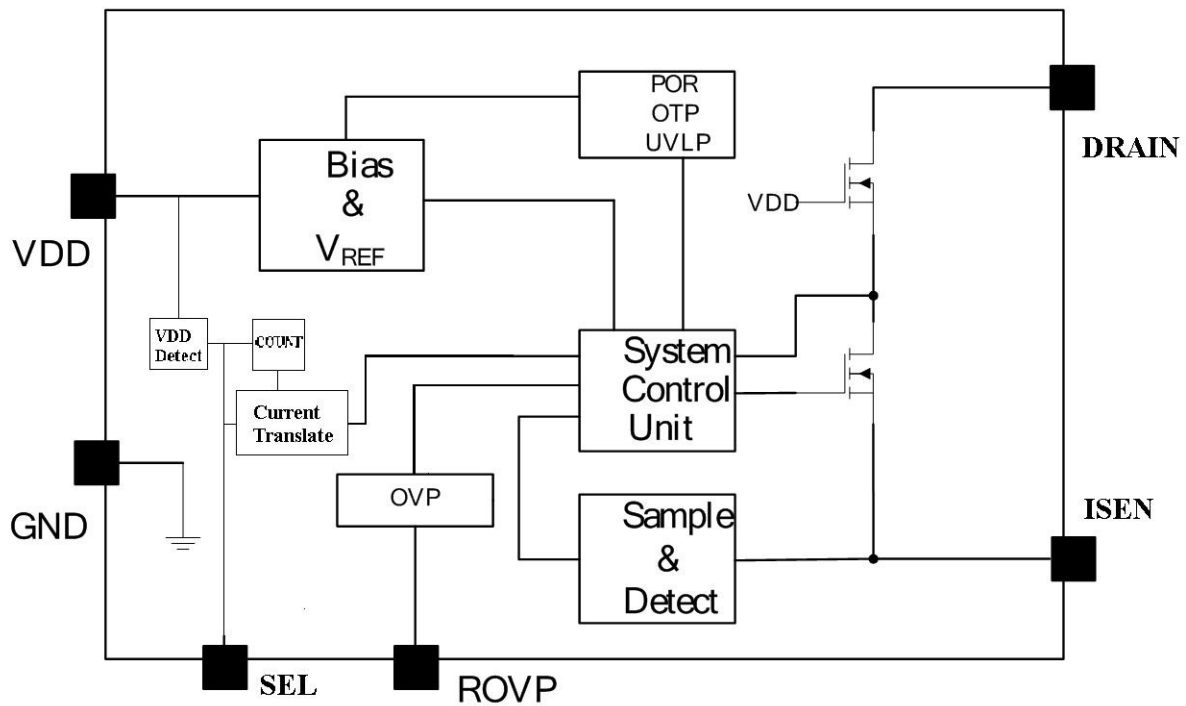 POR
OTP
UVLP
DRAIN
Bias
&
VREF
VDD
VDD
VDD
Detect
COUNT
System
Control
Unit
Current
Translate
OVP
GND
Sample
&
Detect
ISEN
SEL
ROVP